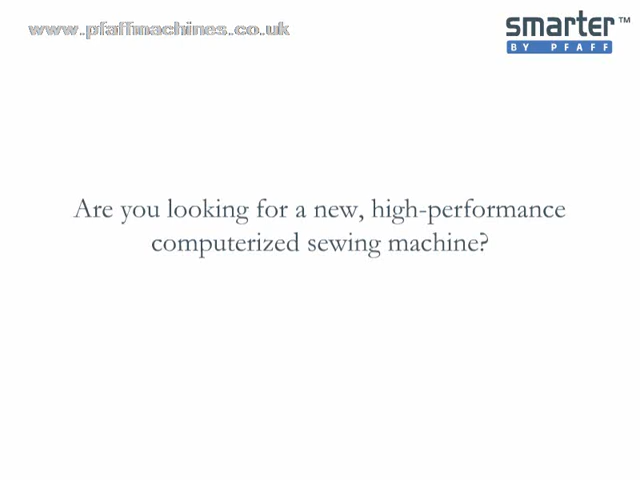 www.pfaffmachines.co.uk
smarter™
BY PFAFF
Are you looking for a new, high-performance
computerized sewing machine?